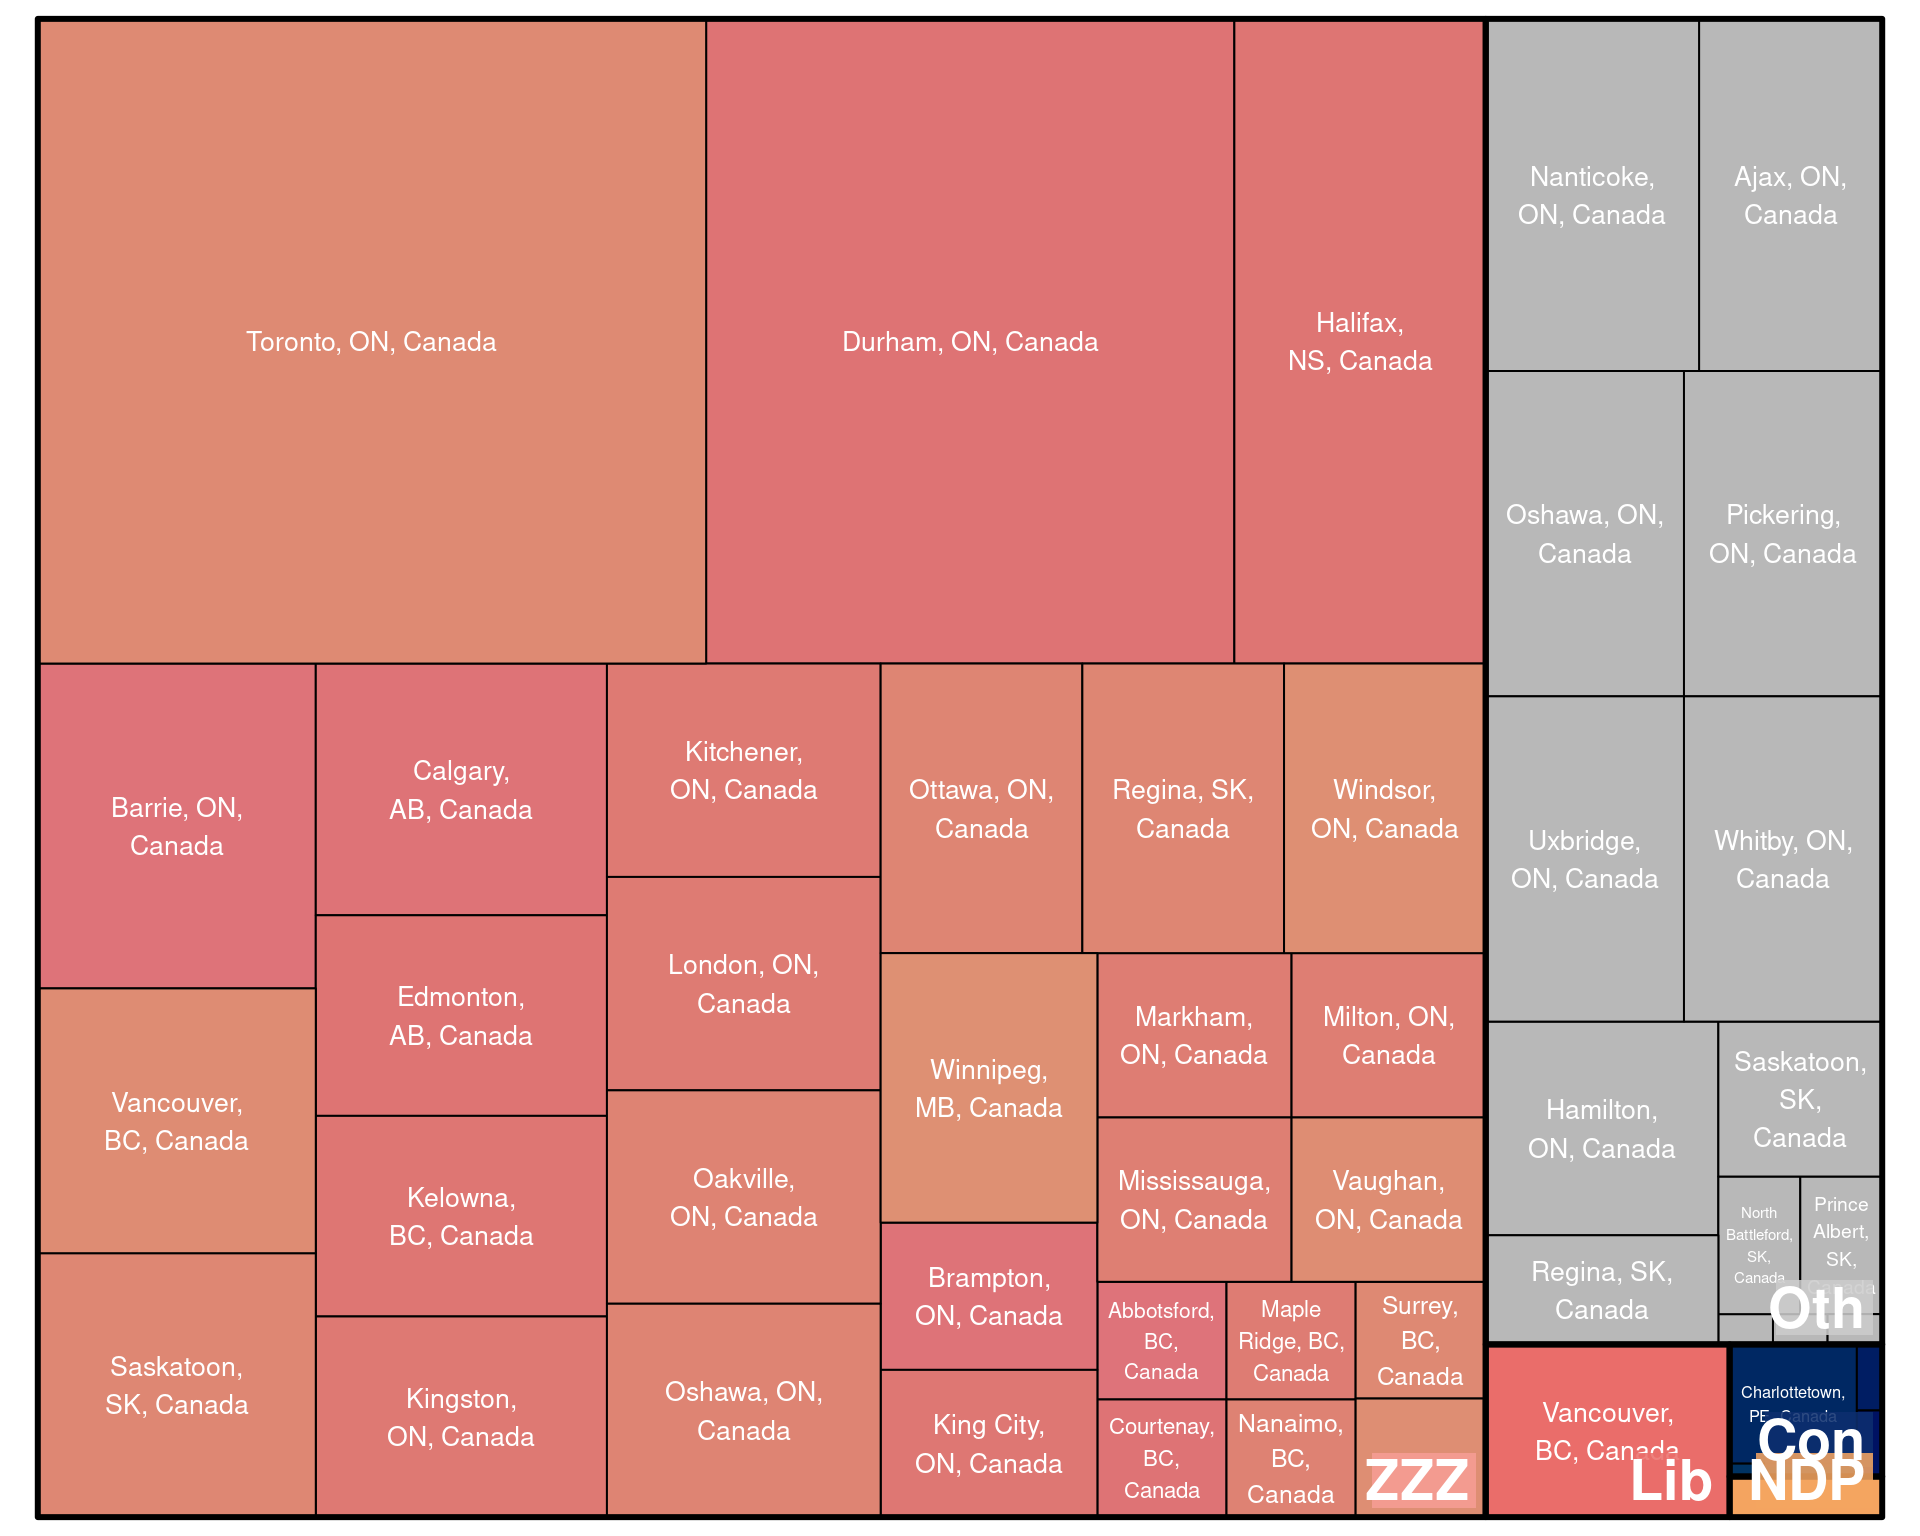 Toronto, ON, Canada
Durham, ON, Canada
Halifax,
NS, Canada
Nanticoke,
ON, Canada
Ajax, ON,
Canada
Oshawa, ON,
Canada
Pickering,
ON, Canada
Barrie, ON,
Canada
Calgary,
AB, Canada
Kitchener,
ON, Canada
Ottawa, ON,
Canada
Regina, SK,
Canada
Windsor,
ON, Canada
Uxbridge,
ON, Canada
Whitby, ON,
Canada
Edmonton,
AB, Canada
London, ON,
Canada
Vancouver,
BC, Canada
Winnipeg,
MB, Canada
Markham,
ON, Canada
Milton, ON,
Canada
Hamilton,
ON, Canada
Saskatoon,
SK,
Canada
Kelowna,
BC, Canada
Oakville,
ON, Canada
Mississauga,
ON, Canada
Vaughan,
ON, Canada
North
Battleford,
SK,
Canada
Prince
Albert,
SK,
Canada
Regina, SK,
Canada
Oth
Saskatoon,
SK, Canada
Kingston,
ON, Canada
Oshawa, ON,
Canada
Brampton,
ON, Canada
King City,
ON, Canada
Abbotsford,
BC,
Canada
Maple
Ridge, BC,
Canada
Surrey,
BC,
Canada
Courtenay,
BC,
Canada
Nanaimo,
BC,
Canada
ZZZ
Vancouver,
BC, Canada
Lib
Charlottetown,
PE, Canada
Con
NDP